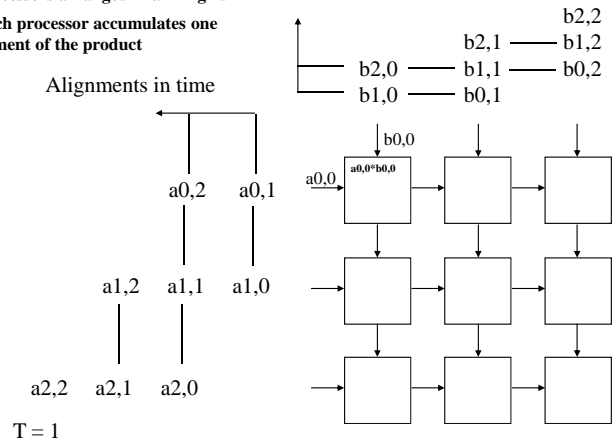 ch processor accumulates one
ment of the product
Alignments in time
b2,2
b2,1 b1,2
b2,0 b1,1 b0,2
b1,0 b0,1
b0,0
a0,0
a0,0*b0,0
a0,2 a0,1
a1,2 a1,1 a1,0
a2,2 a2,1 a2,0
T = 1